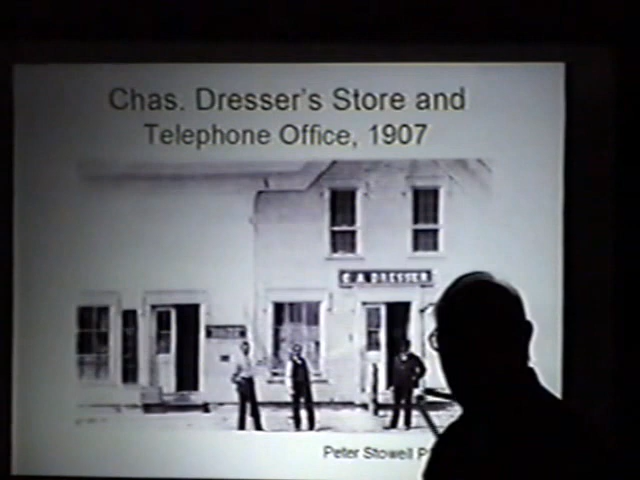 Chas. Dresser's Store and
Telephone Office, 1907
C. A. DRESSER
Peter Stowell